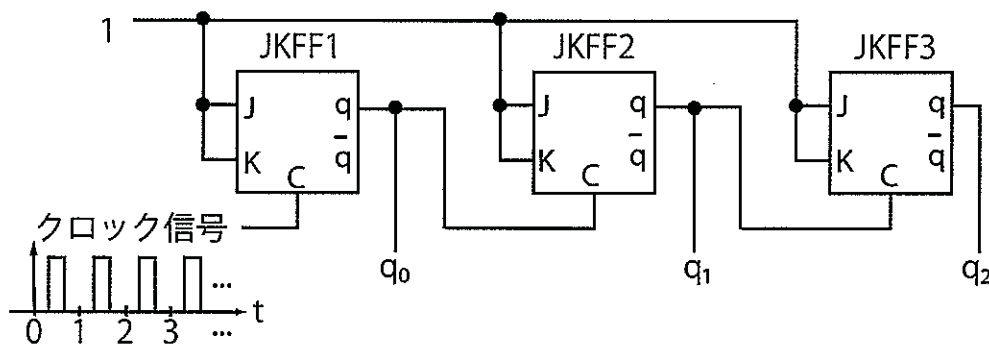 1
JKFF1
JKFF2
JKFF3
J q
K q̄
C
J q
K q̄
C
J q
K q̄
C
クロック信号
q₀
q₁
q₂
...
t
0 1 2 3 ...